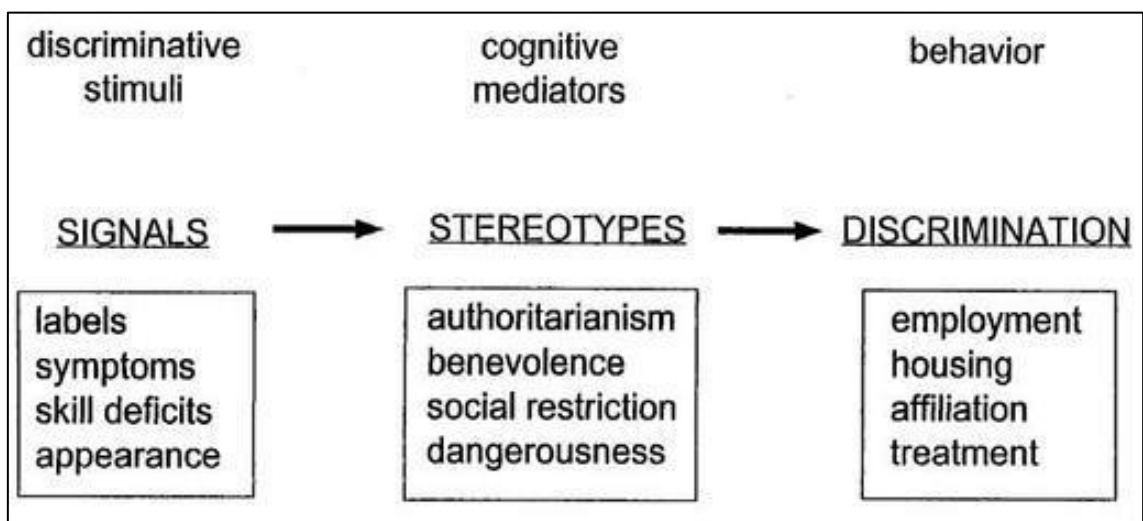 discriminative
stimuli
cognitive
mediators
behavior
SIGNALS
STEREOTYPES
DISCRIMINATION
labels
symptoms
skill deficits
appearance
authoritarianism
benevolence
social restriction
dangerousness
employment
housing
affiliation
treatment